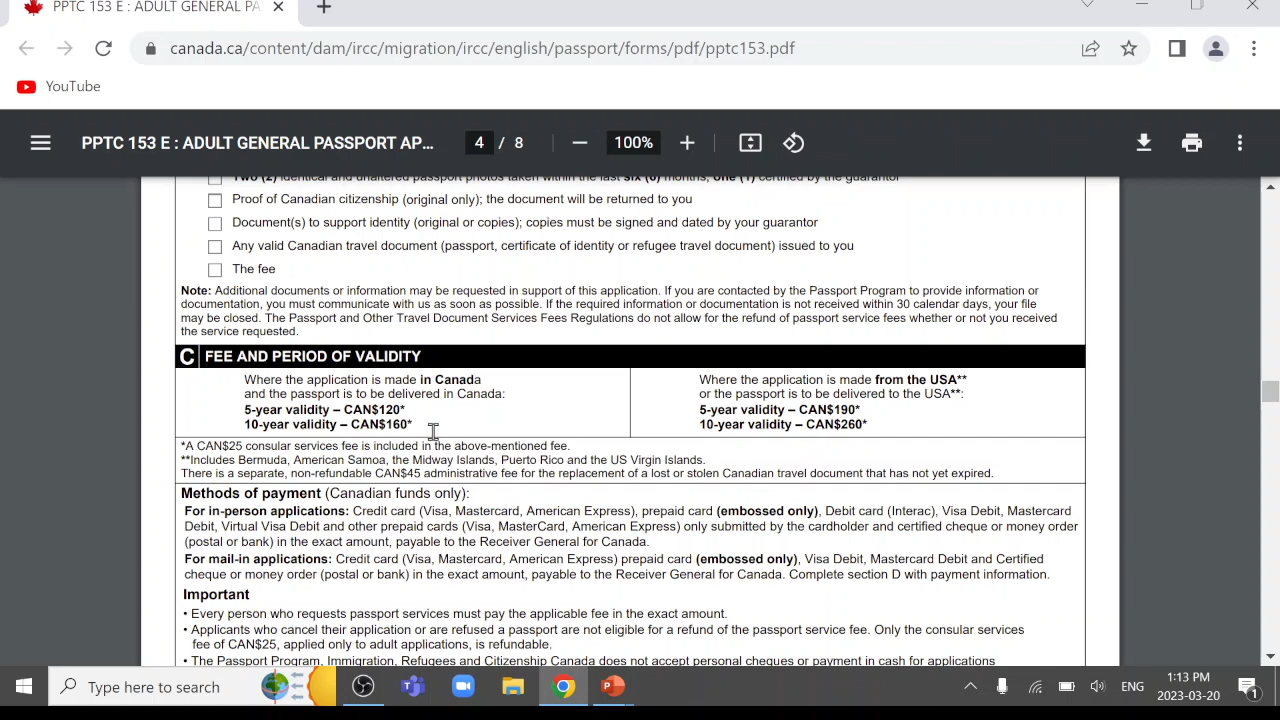 PPTC 153 E : ADULT GENERAL PA
canada.ca/content/dam/ircc/migration/ircc/english/passport/forms/pdf/pptc153.pdf
YouTube
PPTC 153 E : ADULT GENERAL PASSPORT AP... 4 / 8 100%
Two (2) identical and unaltered passport photos taken within the last six (6) months, one (1) certified by the guarantor
Proof of Canadian citizenship (original only); the document will be returned to you
Document(s) to support identity (original or copies); copies must be signed and dated by your guarantor
Any valid Canadian travel document (passport, certificate of identity or refugee travel document) issued to you
The fee
Note: Additional documents or information may be requested in support of this application. If you are contacted by the Passport Program to provide information or
documentation, you must communicate with us as soon as possible. If the required information or documentation is not received within 30 calendar days, your file
may be closed. The Passport and Other Travel Document Services Fees Regulations do not allow for the refund of passport service fees whether or not you received
the service requested.
C FEE AND PERIOD OF VALIDITY
Where the application is made in Canada
and the passport is to be delivered in Canada:
5-year validity – CAN$120*
10-year validity – CAN$160*
Where the application is made from the USA**
or the passport is to be delivered to the USA**:
5-year validity – CAN$190*
10-year validity – CAN$260*
*A CAN$25 consular services fee is included in the above-mentioned fee.
**Includes Bermuda, American Samoa, the Midway Islands, Puerto Rico and the US Virgin Islands.
There is a separate, non-refundable CAN$45 administrative fee for the replacement of a lost or stolen Canadian travel document that has not yet expired.
Methods of payment (Canadian funds only):
For in-person applications: Credit card (Visa, Mastercard, American Express), prepaid card (embossed only), Debit card (Interac), Visa Debit, Mastercard
Debit, Virtual Visa Debit and other prepaid cards (Visa, MasterCard, American Express) only submitted by the cardholder and certified cheque or money order
(postal or bank) in the exact amount, payable to the Receiver General for Canada.
For mail-in applications: Credit card (Visa, Mastercard, American Express) prepaid card (embossed only), Visa Debit, Mastercard Debit and Certified
cheque or money order (postal or bank) in the exact amount, payable to the Receiver General for Canada. Complete section D with payment information.
Important
• Every person who requests passport services must pay the applicable fee in the exact amount.
• Applicants who cancel their application or are refused a passport are not eligible for a refund of the passport service fee. Only the consular services
fee of CAN$25, applied only to adult applications, is refundable.
• The Passport Program, Immigration, Refugees and Citizenship Canada does not accept personal cheques or payment in cash for applications
Type here to search
ENG
1:13 PM
2023-03-20
1